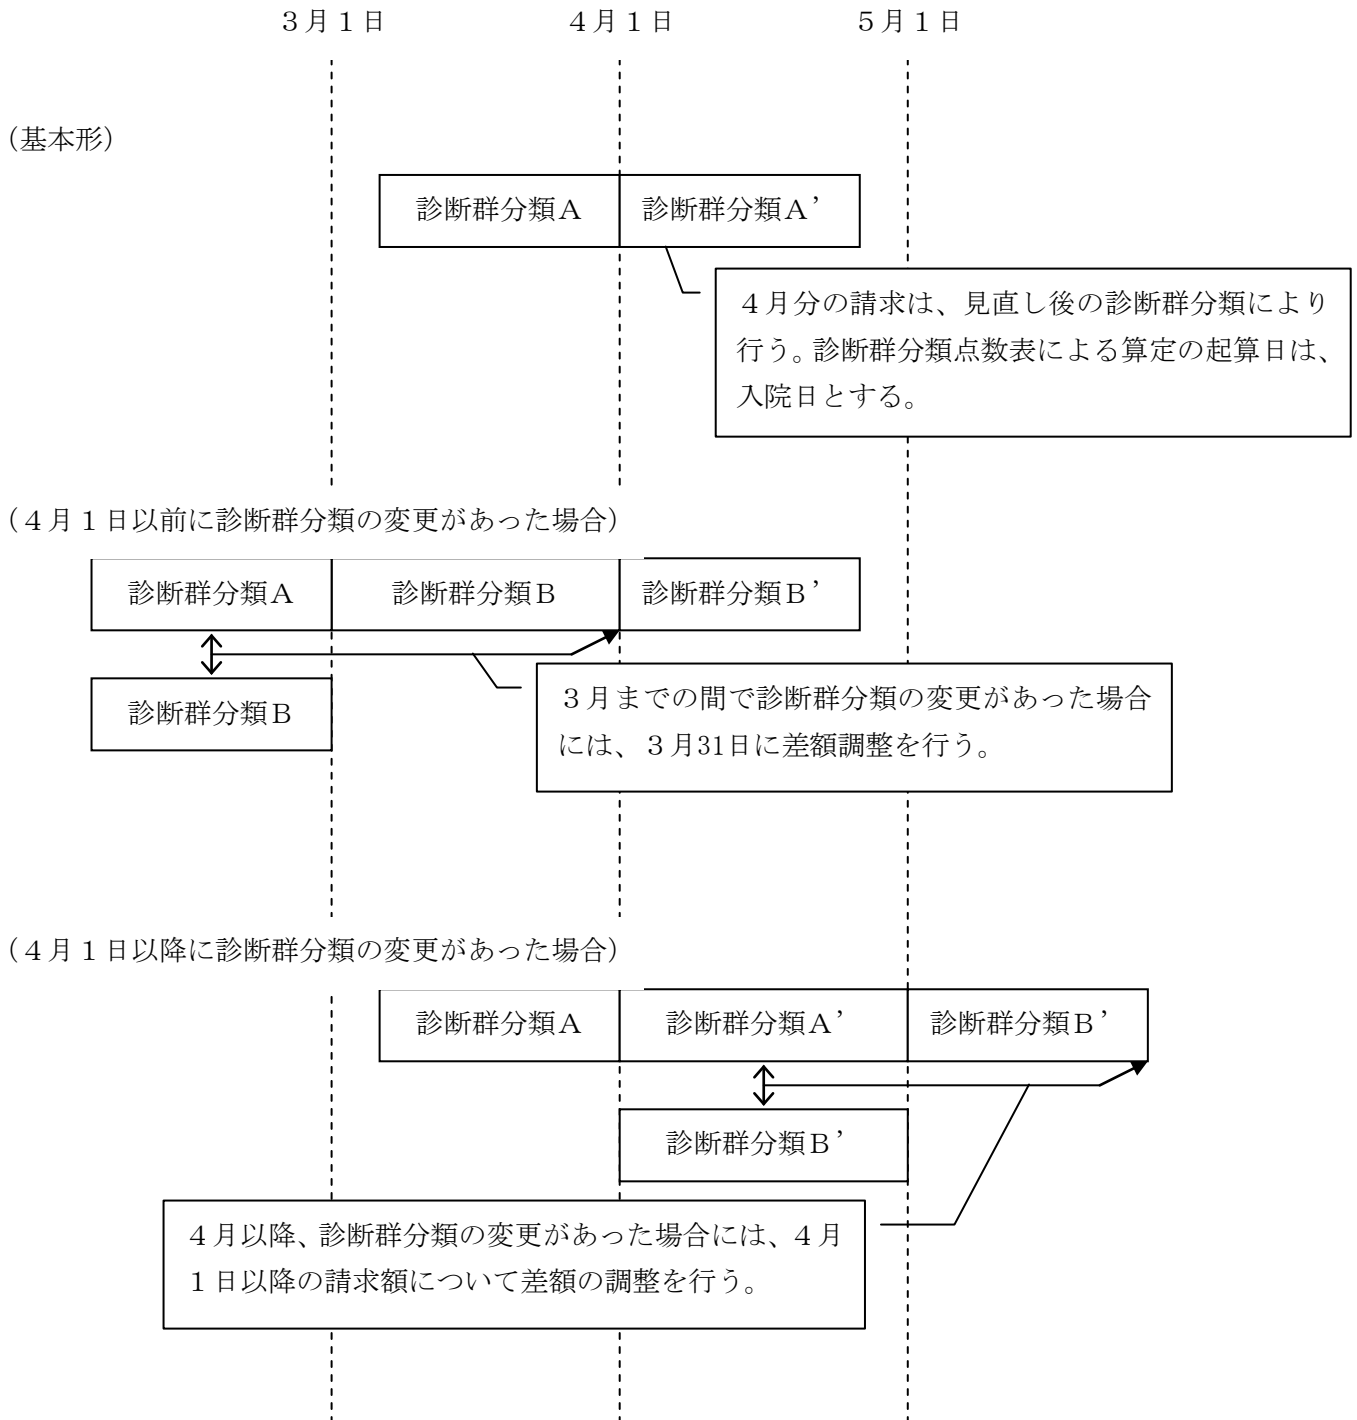 ３月１日　４月１日　５月１日
（基本形）
診断群分類Ａ　診断群分類Ａ’
４月分の請求は、見直し後の診断群分類により
行う。診断群分類点数表による算定の起算日は、
入院日とする。
（４月１日以前に診断群分類の変更があった場合）
診断群分類Ａ　診断群分類Ｂ　診断群分類Ｂ’
診断群分類Ｂ
３月までの間で診断群分類の変更があった場合
には、３月31日に差額調整を行う。
（４月１日以降に診断群分類の変更があった場合）
診断群分類Ａ　診断群分類Ａ’　診断群分類Ｂ’
診断群分類Ｂ’
４月以降、診断群分類の変更があった場合には、４月
１日以降の請求額について差額の調整を行う。